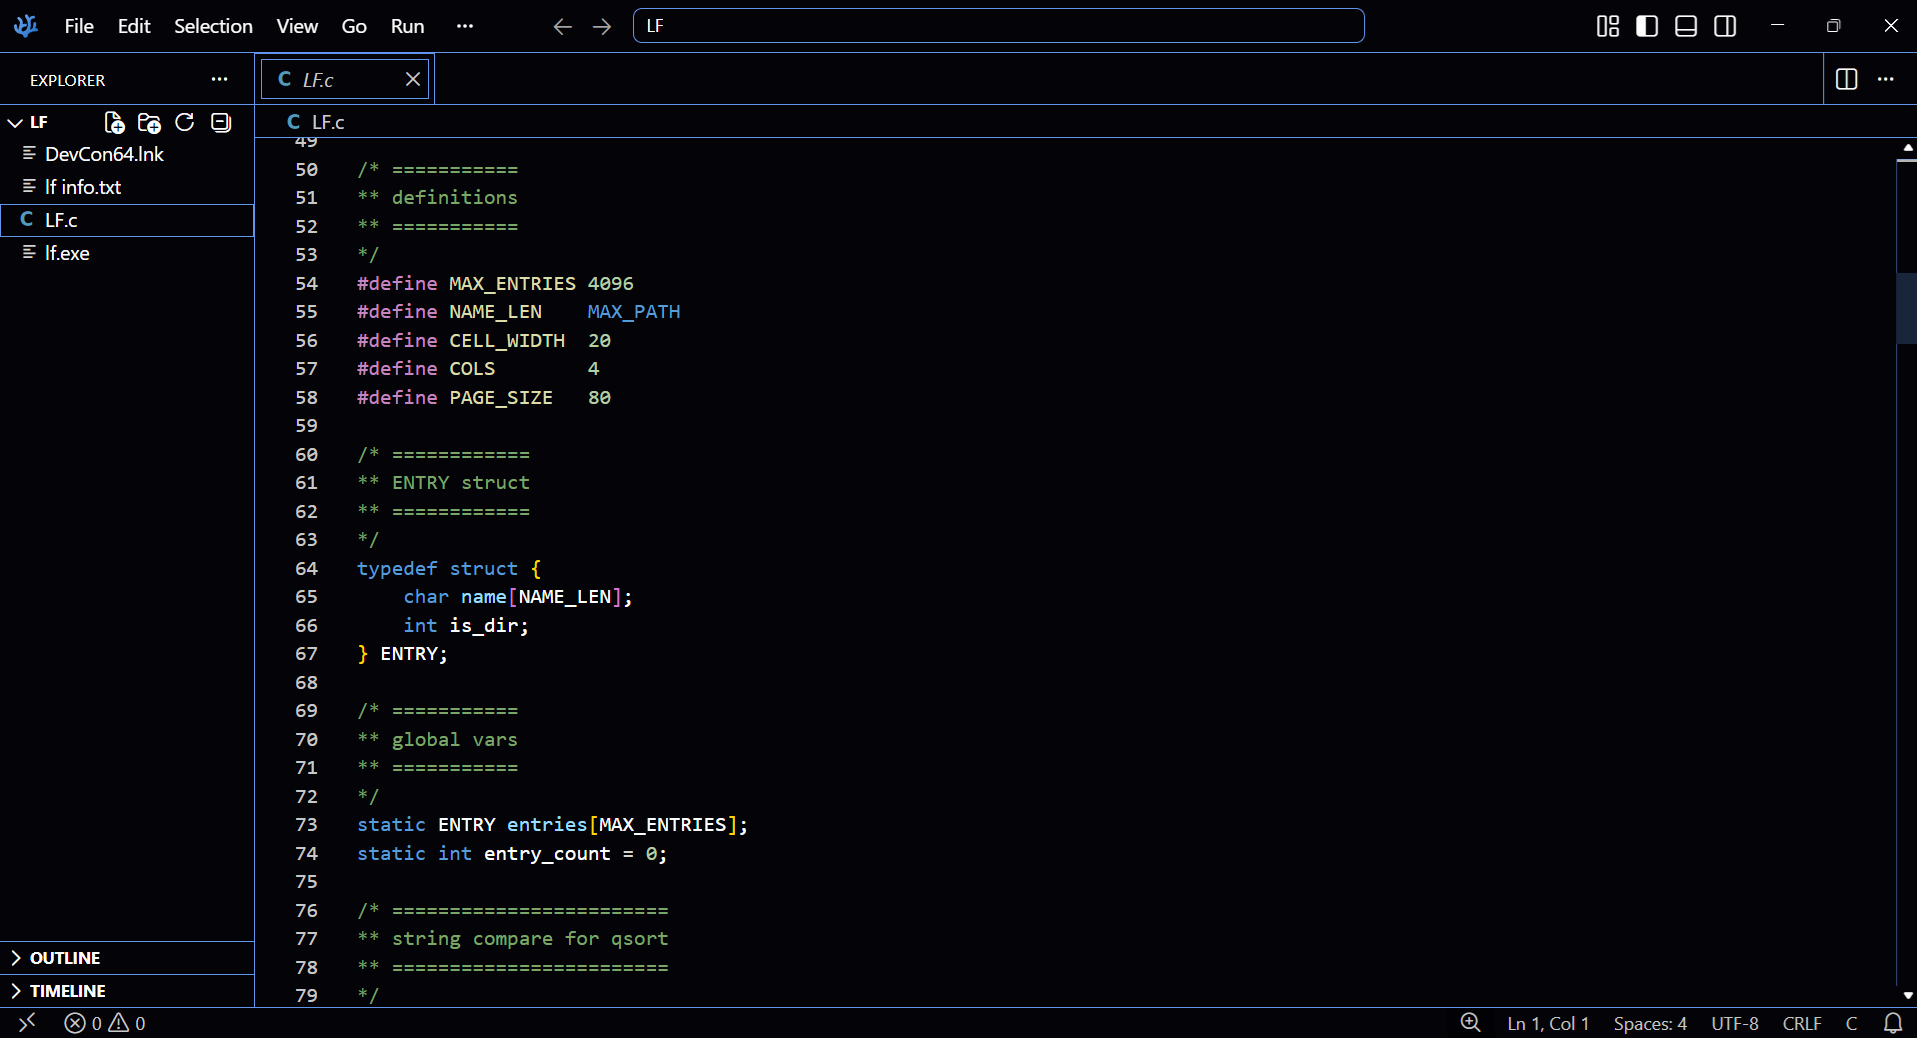 File Edit Selection View Go Run ··· LF
EXPLORER ···
LF
DevCon64.lnk
lf info.txt
C LF.c
lf.exe
OUTLINE
TIMELINE
C LF.c ···
C LF.c
49
50 /* ===========
51 ** definitions
52 ** ===========
53 */
54 #define MAX_ENTRIES 4096
55 #define NAME_LEN    MAX_PATH
56 #define CELL_WIDTH  20
57 #define COLS        4
58 #define PAGE_SIZE   80
59
60 /* ============
61 ** ENTRY struct
62 ** ============
63 */
64 typedef struct {
65     char name[NAME_LEN];
66     int is_dir;
67 } ENTRY;
68
69 /* ===========
70 ** global vars
71 ** ===========
72 */
73 static ENTRY entries[MAX_ENTRIES];
74 static int entry_count = 0;
75
76 /* ========================
77 ** string compare for qsort
78 ** ========================
79 */
0 0 Ln 1, Col 1 Spaces: 4 UTF-8 CRLF C